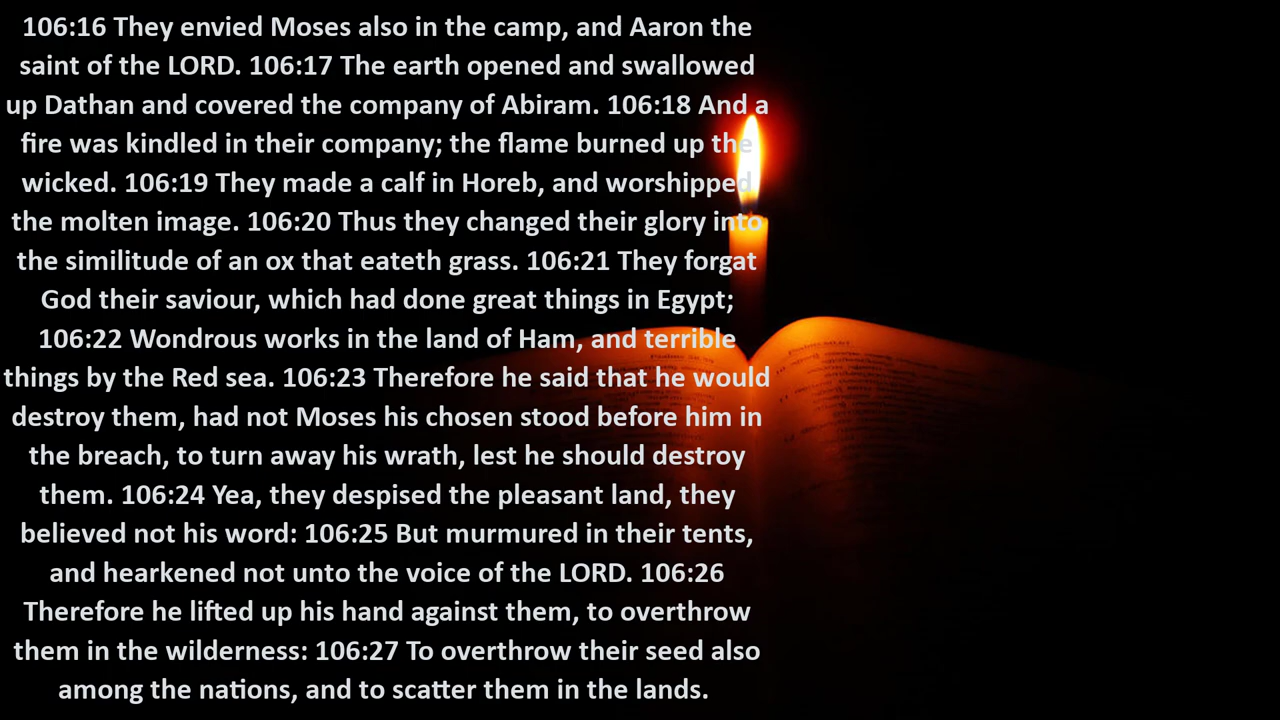 106:16 They envied Moses also in the camp, and Aaron the
saint of the LORD. 106:17 The earth opened and swallowed
up Dathan and covered the company of Abiram. 106:18 And a
fire was kindled in their company; the flame burned up the
wicked. 106:19 They made a calf in Horeb, and worshipped
the molten image. 106:20 Thus they changed their glory into
the similitude of an ox that eateth grass. 106:21 They forgat
God their saviour, which had done great things in Egypt;
106:22 Wondrous works in the land of Ham, and terrible
things by the Red sea. 106:23 Therefore he said that he would
destroy them, had not Moses his chosen stood before him in
the breach, to turn away his wrath, lest he should destroy
them. 106:24 Yea, they despised the pleasant land, they
believed not his word: 106:25 But murmured in their tents,
and hearkened not unto the voice of the LORD. 106:26
Therefore he lifted up his hand against them, to overthrow
them in the wilderness: 106:27 To overthrow their seed also
among the nations, and to scatter them in the lands.